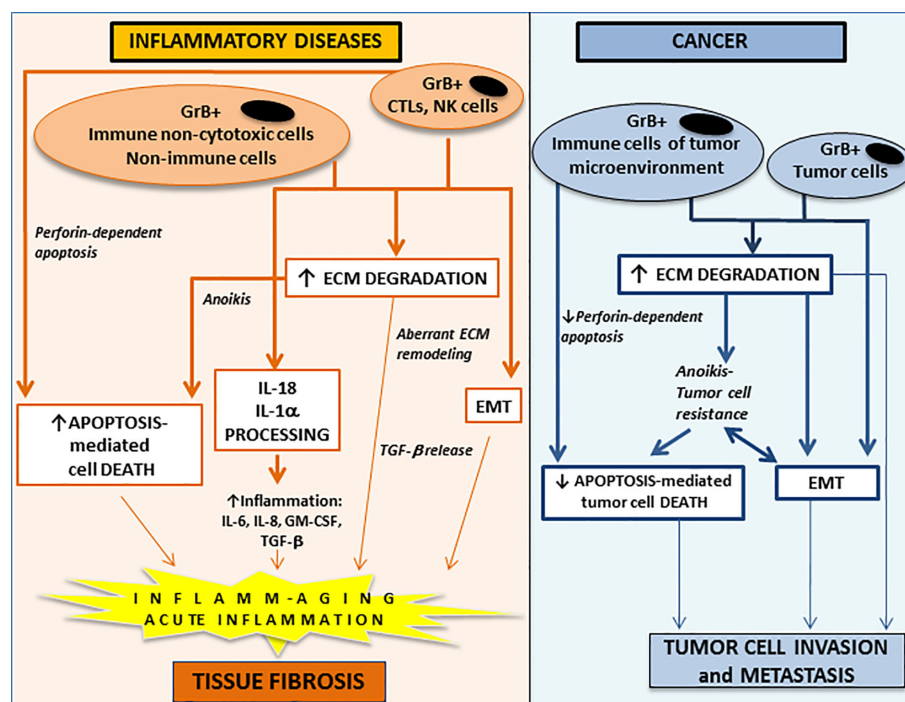 INFLAMMATORY DISEASES
GrB+
CTLs, NK cells
GrB+
Immune non-cytotoxic cells
Non-immune cells
Perforin-dependent
apoptosis
↑ ECM DEGRADATION
Anoikis
Aberrant ECM
remodeling
IL-18
IL-1α
PROCESSING
EMT
↑APOPTOSIS-
mediated
cell DEATH
TGF-β release
↑Inflammation:
IL-6, IL-8, GM-CSF,
TGF-β
INFLAMM-AGING
ACUTE INFLAMMATION
TISSUE FIBROSIS
CANCER
GrB+
Immune cells of tumor
microenvironment
GrB+
Tumor cells
↑ ECM DEGRADATION
↓Perforin-dependent
apoptosis
Anoikis-
Tumor cell
resistance
↓ APOPTOSIS-mediated
tumor cell DEATH
EMT
TUMOR CELL INVASION
and METASTASIS